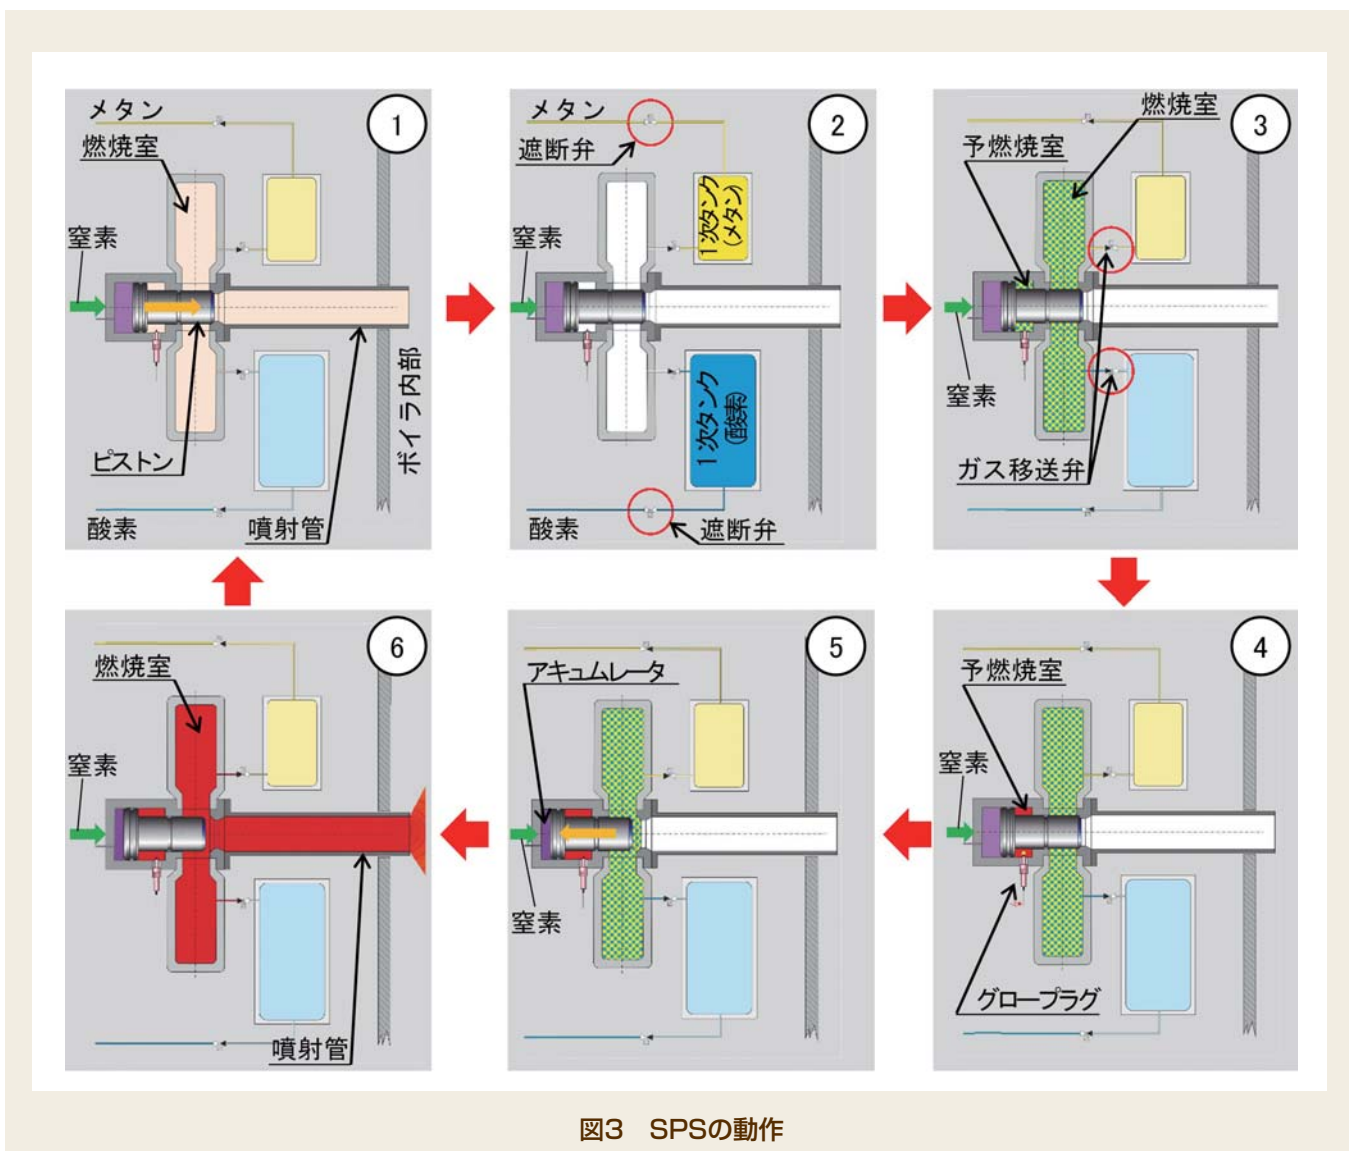 メタン
1
燃焼室
窒素
ピストン
ボイラ内部
酸素
噴射管
メタン
2
遮断弁
1次タンク
(メタン)
窒素
1次タンク
(酸素)
酸素
遮断弁
燃焼室
3
予燃焼室
窒素
ガス移送弁
6
燃焼室
窒素
噴射管
5
アキュムレータ
窒素
4
予燃焼室
窒素
グロープラグ
図3 SPSの動作